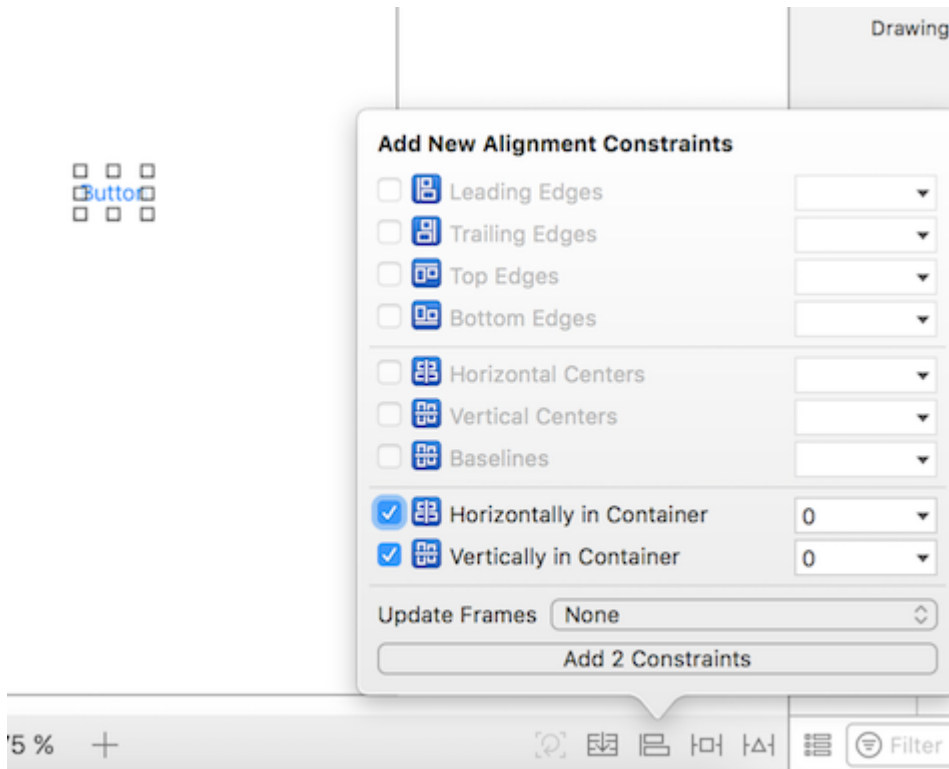 Drawing
Add New Alignment Constraints
Button
Leading Edges
Trailing Edges
Top Edges
Bottom Edges
Horizontal Centers
Vertical Centers
Baselines
Horizontally in Container 0
Vertically in Container 0
Update Frames None
Add 2 Constraints
75 %
Filter